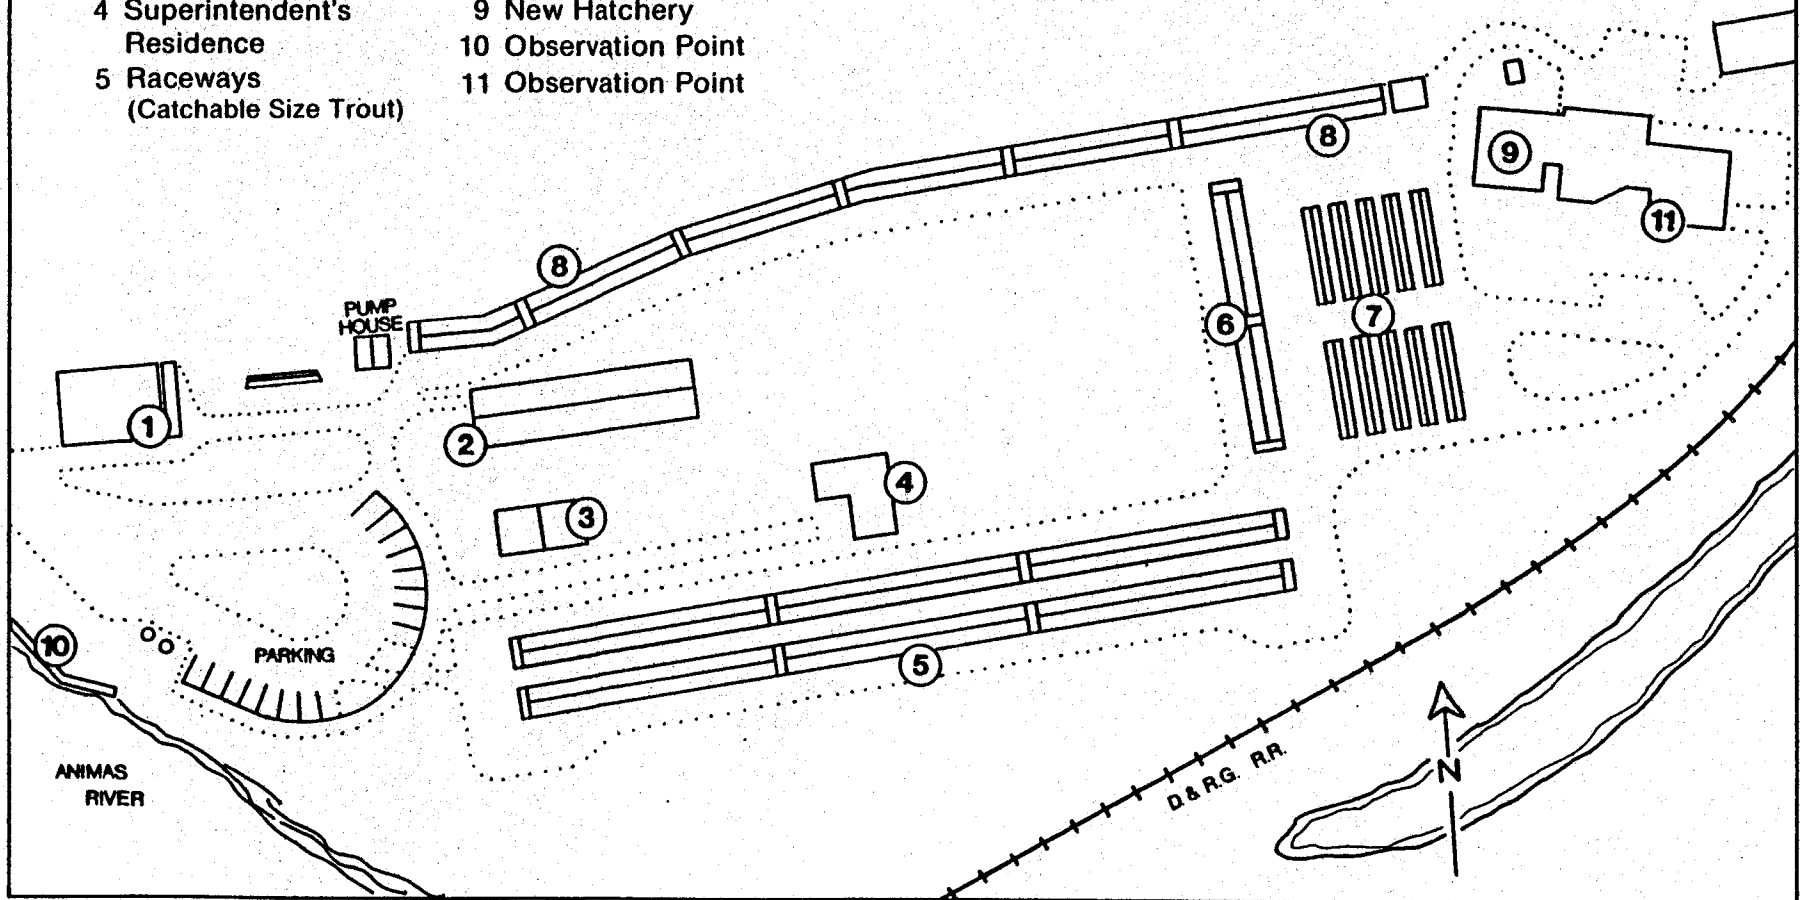 4 Superintendent's
Residence
5 Raceways
(Catchable Size Trout)
9 New Hatchery
10 Observation Point
11 Observation Point
8
9
11
8
PUMP
HOUSE
6
7
1
2
4
3
10
PARKING
5
ANIMAS
RIVER
D. & R.G. R.R.
N